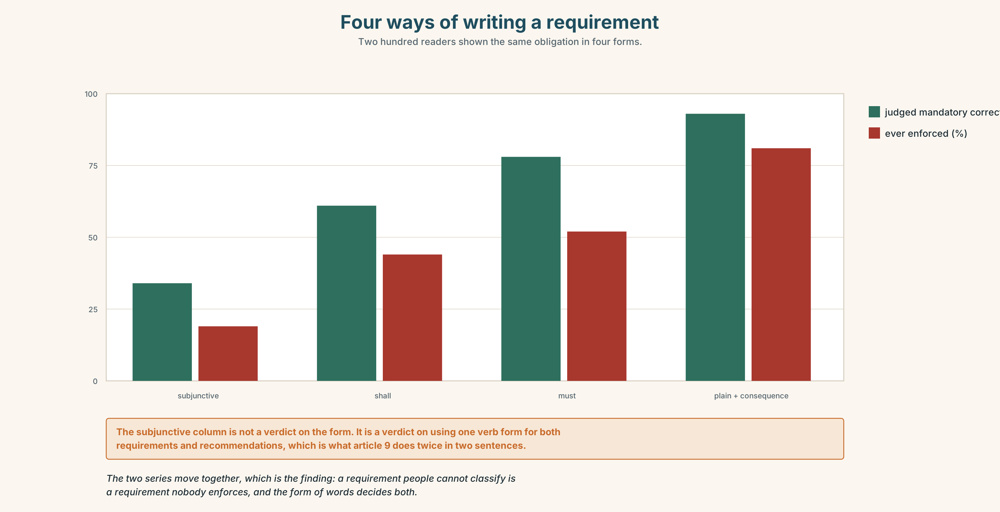 Four ways of writing a requirement
Two hundred readers shown the same obligation in four forms.
100
75
50
25
0
judged mandatory
ever enforced (%)
subjunctive
shall
must
plain + consequence
The subjunctive column is not a verdict on the form. It is a verdict on using one verb form for both
requirements and recommendations, which is what article 9 does twice in two sentences.
The two series move together, which is the finding: a requirement people cannot classify is
a requirement nobody enforces, and the form of words decides both.